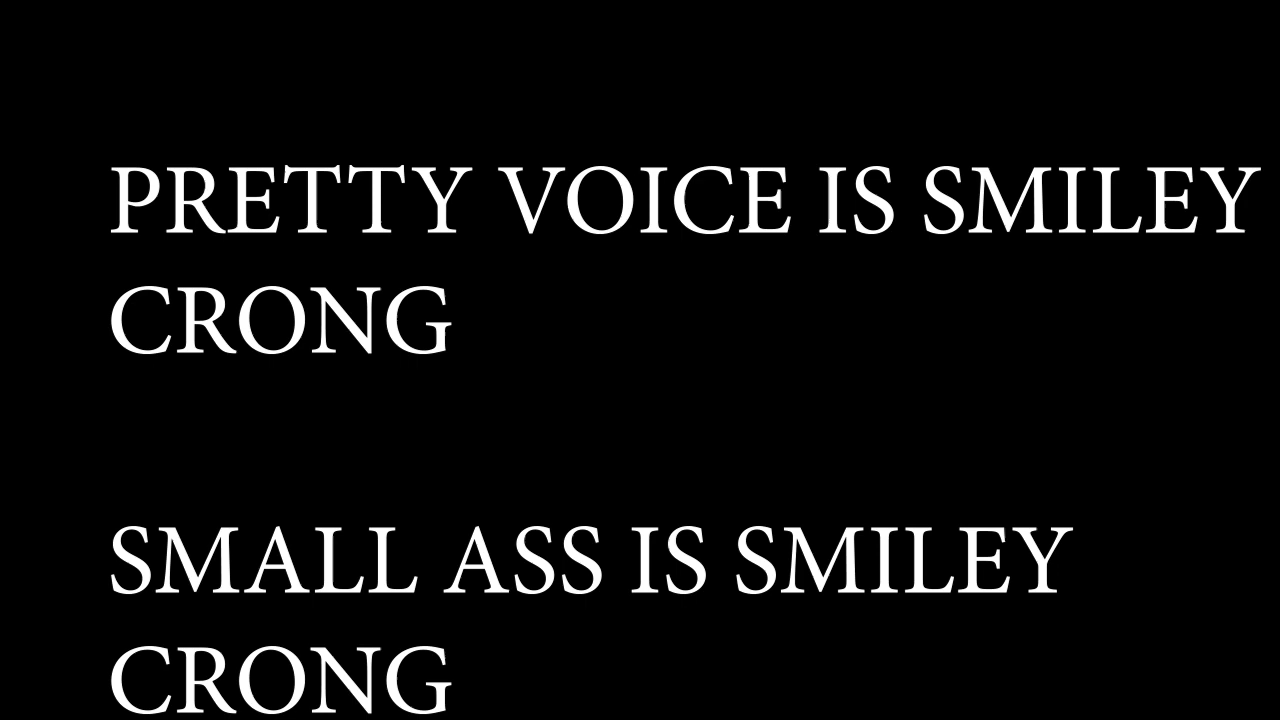 PRETTY VOICE IS SMILEY
CRONG
SMALL ASS IS SMILEY
CRONG